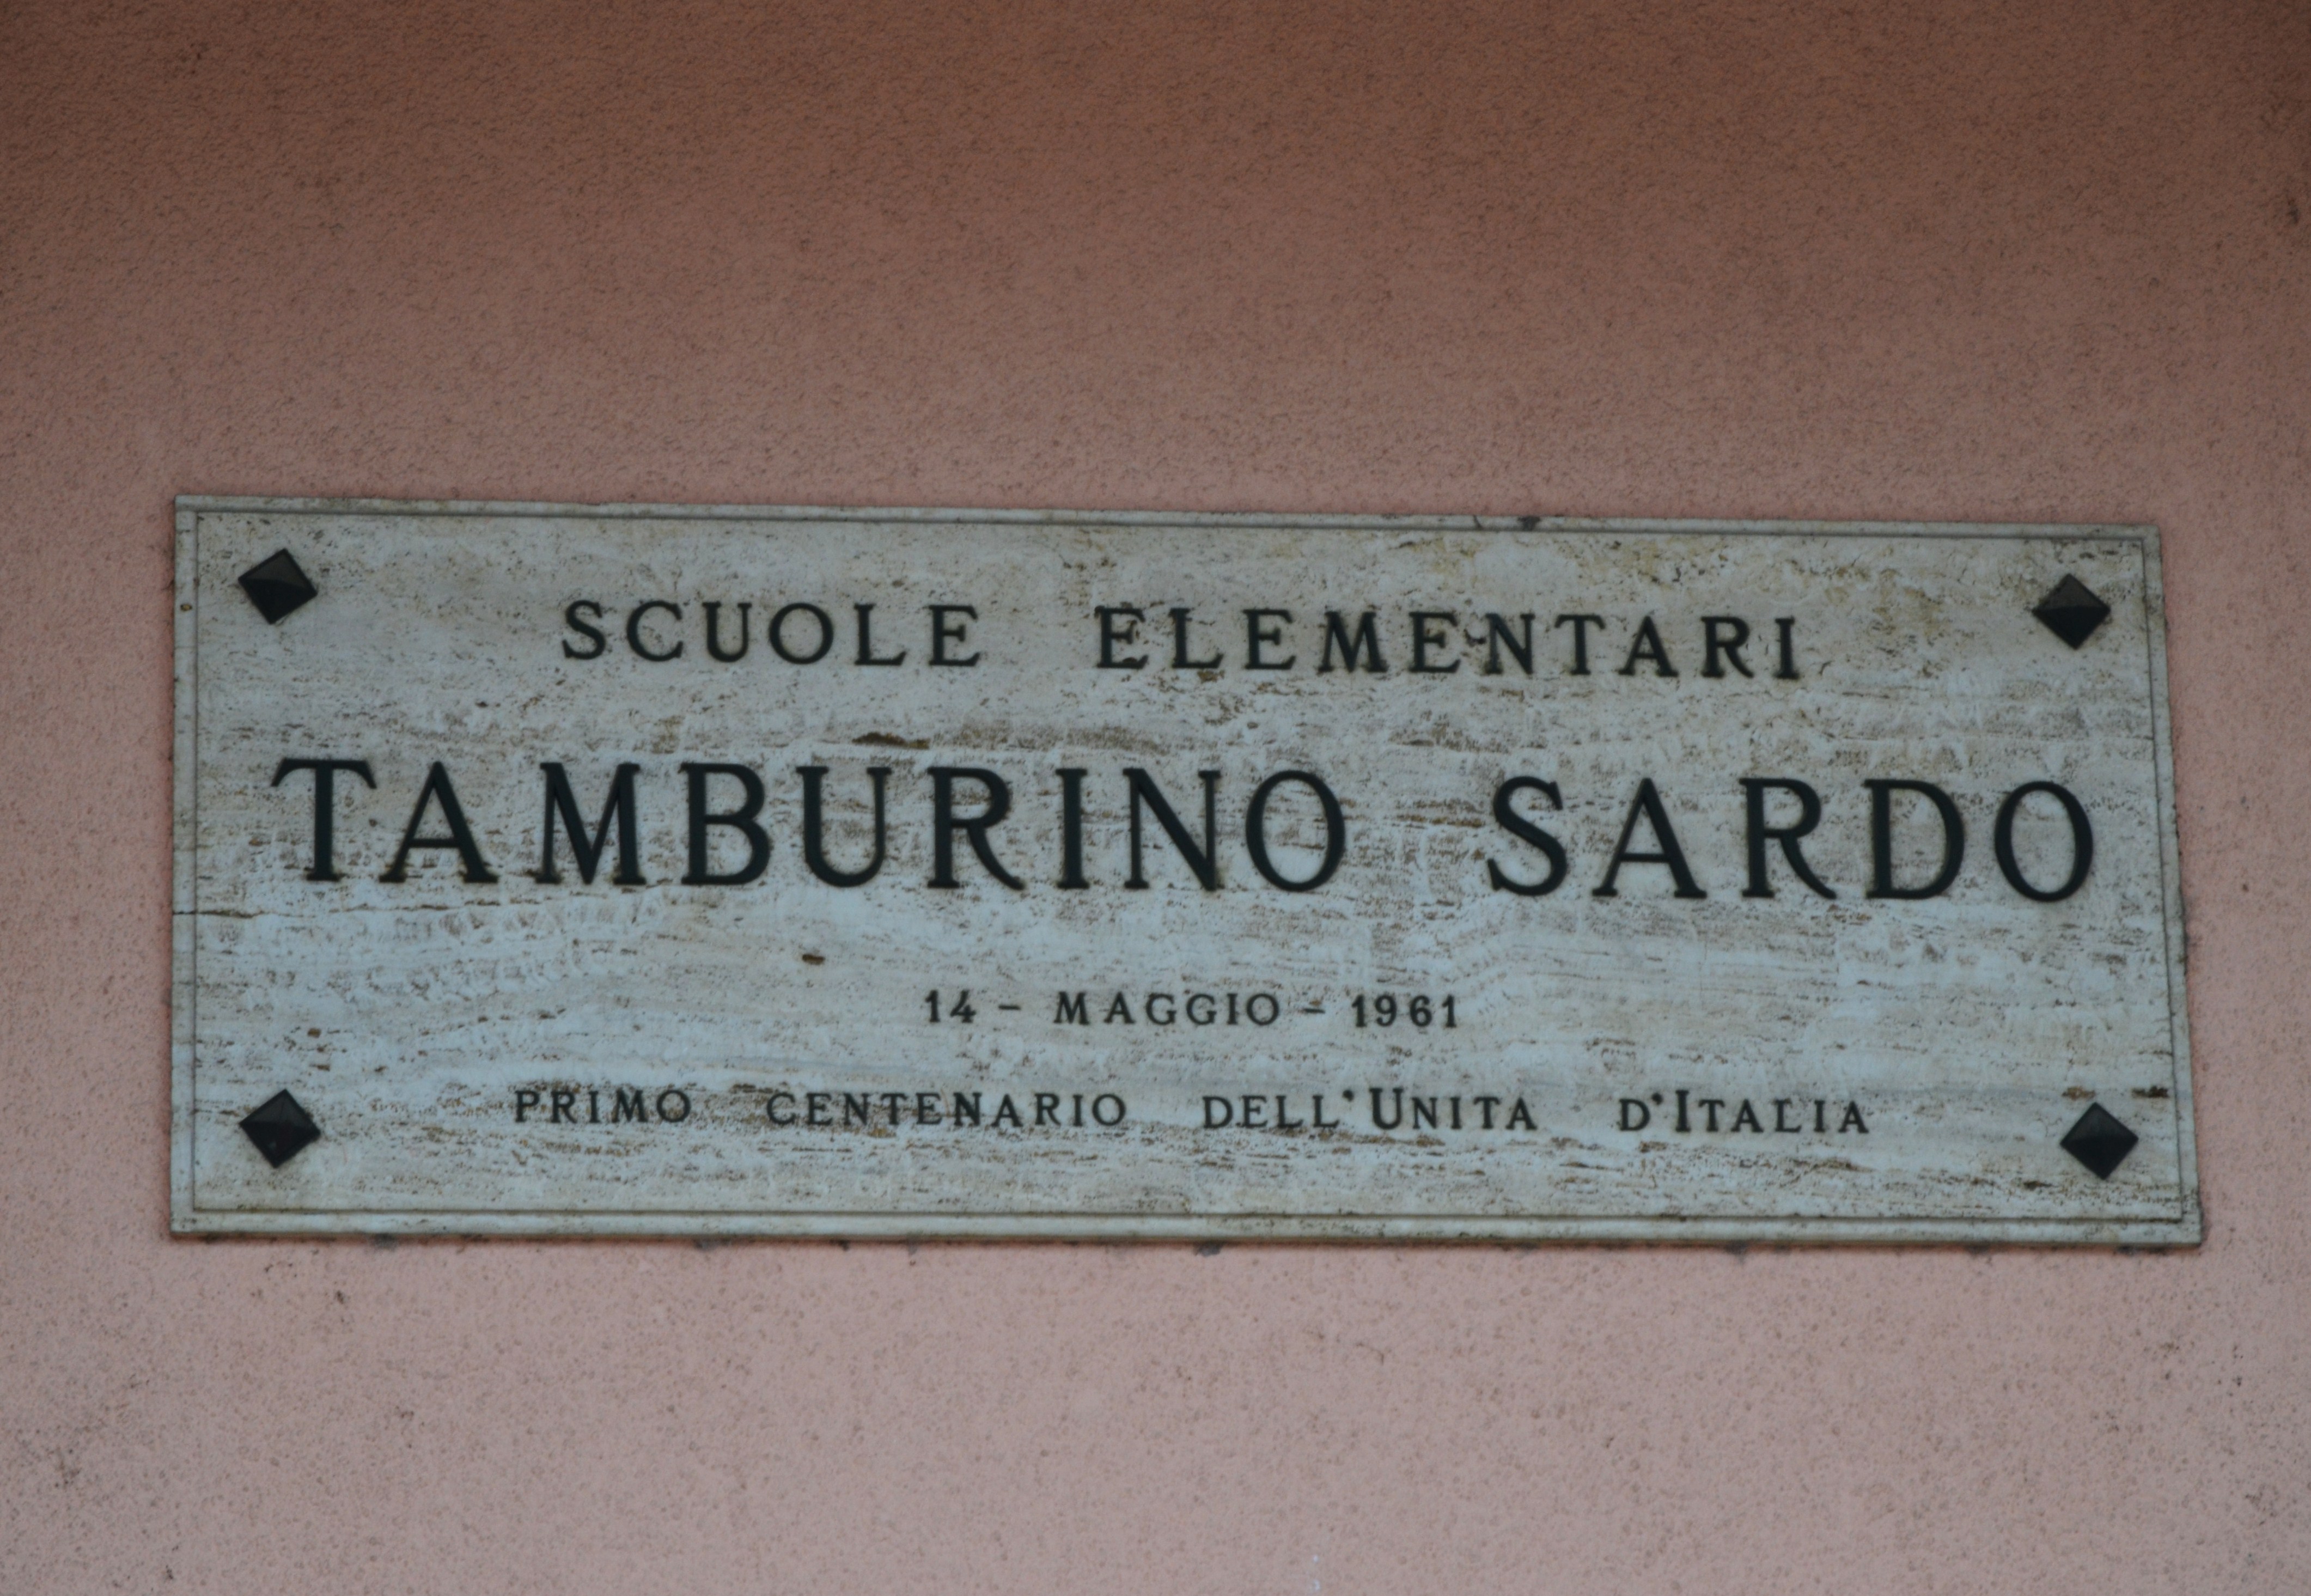 SCUOLE ELEMENTARI
TAMBURINO SARDO
14 - MAGGIO - 1961
PRIMO CENTENARIO DELL'UNITA D'ITALIA